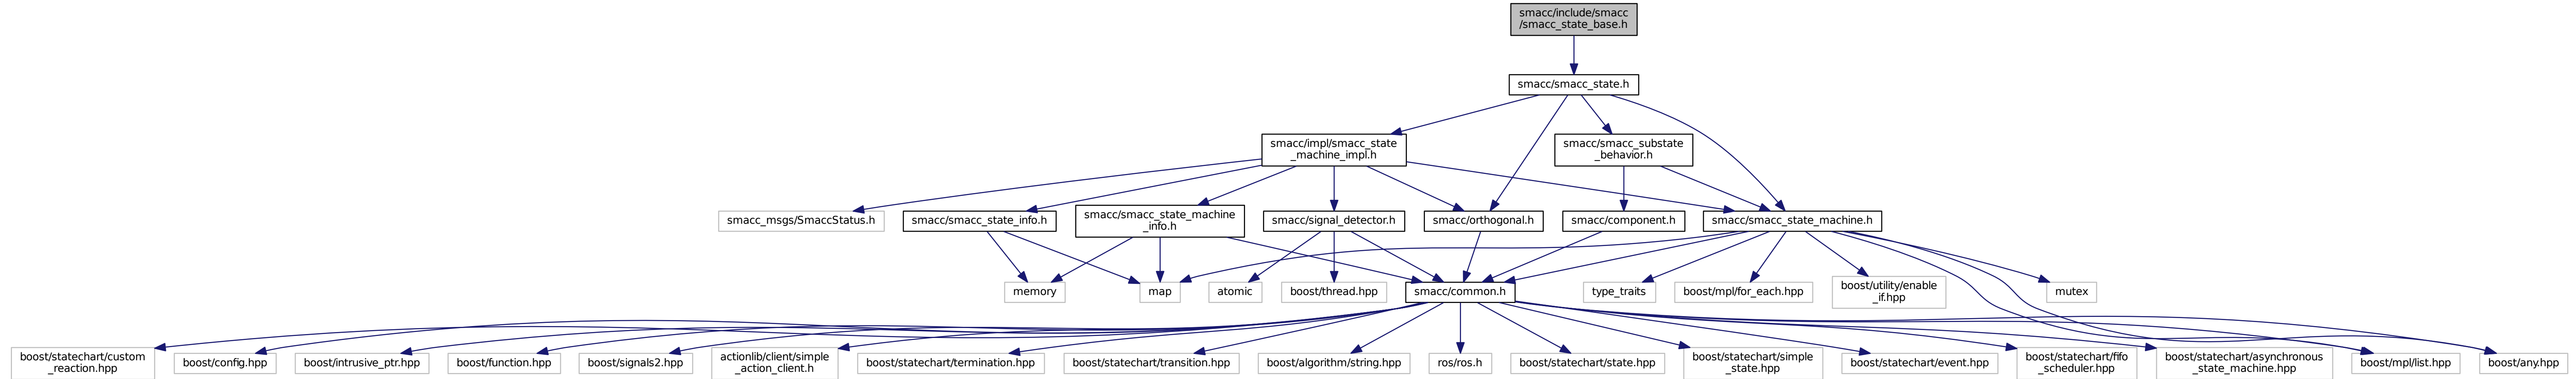 smacc/include/smacc
/smacc_state_base.h
smacc/smacc_state.h
smacc/impl/smacc_state
_machine_impl.h
smacc/smacc_substate
_behavior.h
smacc_msgs/SmaccStatus.h
smacc/smacc_state_info.h
smacc/smacc_state_machine
_info.h
smacc/signal_detector.h
smacc/orthogonal.h
smacc/component.h
smacc/smacc_state_machine.h
memory
map
atomic
boost/thread.hpp
smacc/common.h
type_traits
boost/mpl/for_each.hpp
boost/utility/enable
_if.hpp
mutex
boost/statechart/custom
_reaction.hpp
boost/config.hpp
boost/intrusive_ptr.hpp
boost/function.hpp
boost/signals2.hpp
actionlib/client/simple
_action_client.h
boost/statechart/termination.hpp
boost/statechart/transition.hpp
boost/algorithm/string.hpp
ros/ros.h
boost/statechart/state.hpp
boost/statechart/simple
_state.hpp
boost/statechart/event.hpp
boost/statechart/fifo
_scheduler.hpp
boost/statechart/asynchronous
_state_machine.hpp
boost/mpl/list.hpp
boost/any.hpp